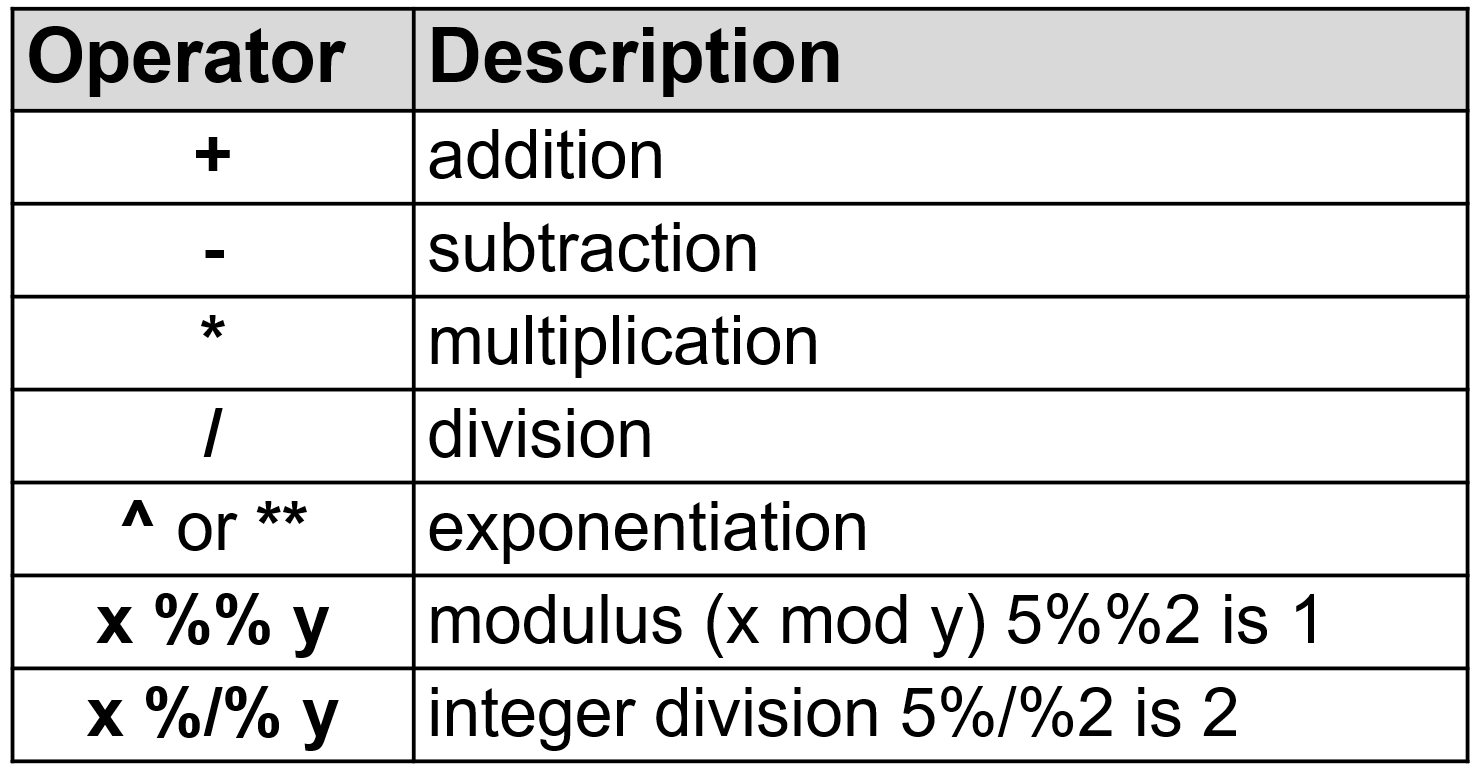 Operator Description
+ addition
- subtraction
* multiplication
/ division
^ or ** exponentiation
x %% y modulus (x mod y) 5%%2 is 1
x %/% y integer division 5%/%2 is 2